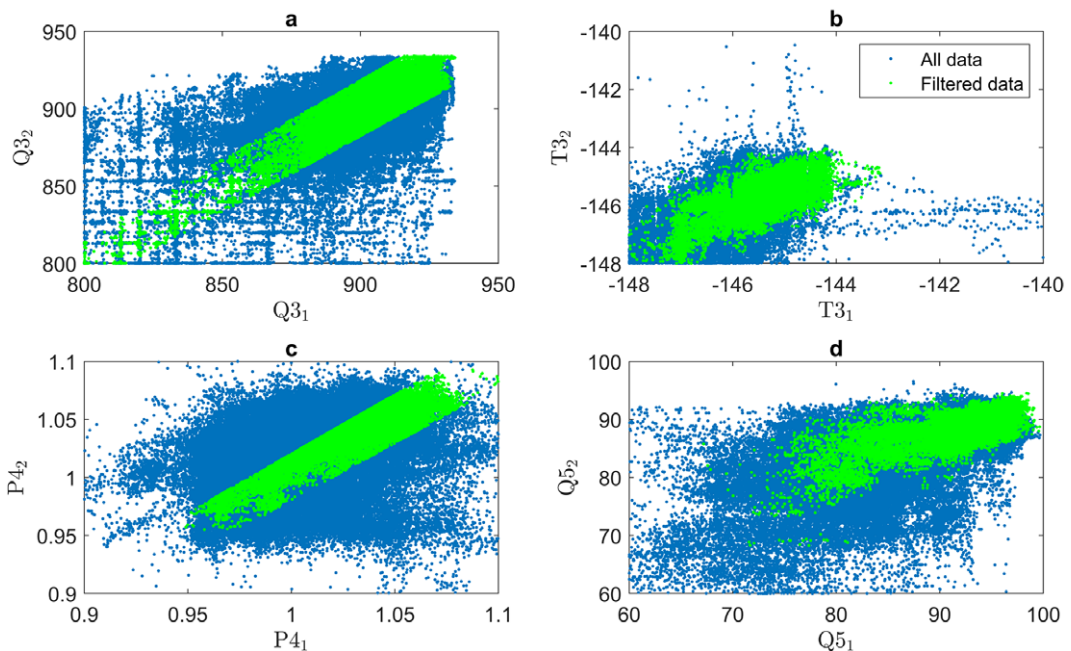 a
950
900
850
800
Q3₂
800 850 900 950
Q3₁
b
-140
-142
-144
-146
-148
T3₂
All data
Filtered data
-148 -146 -144 -142 -140
T3₁
c
1.1
1.05
1
0.95
0.9
P4₂
0.9 0.95 1 1.05 1.1
P4₁
d
100
90
80
70
60
Q5₂
60 70 80 90 100
Q5₁